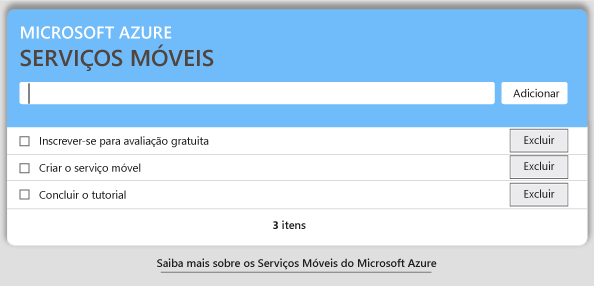 MICROSOFT AZURE
SERVIÇOS MÓVEIS
Adicionar
Inscrever-se para avaliação gratuita Excluir
Criar o serviço móvel Excluir
Concluir o tutorial Excluir
3 itens
Saiba mais sobre os Serviços Móveis do Microsoft Azure